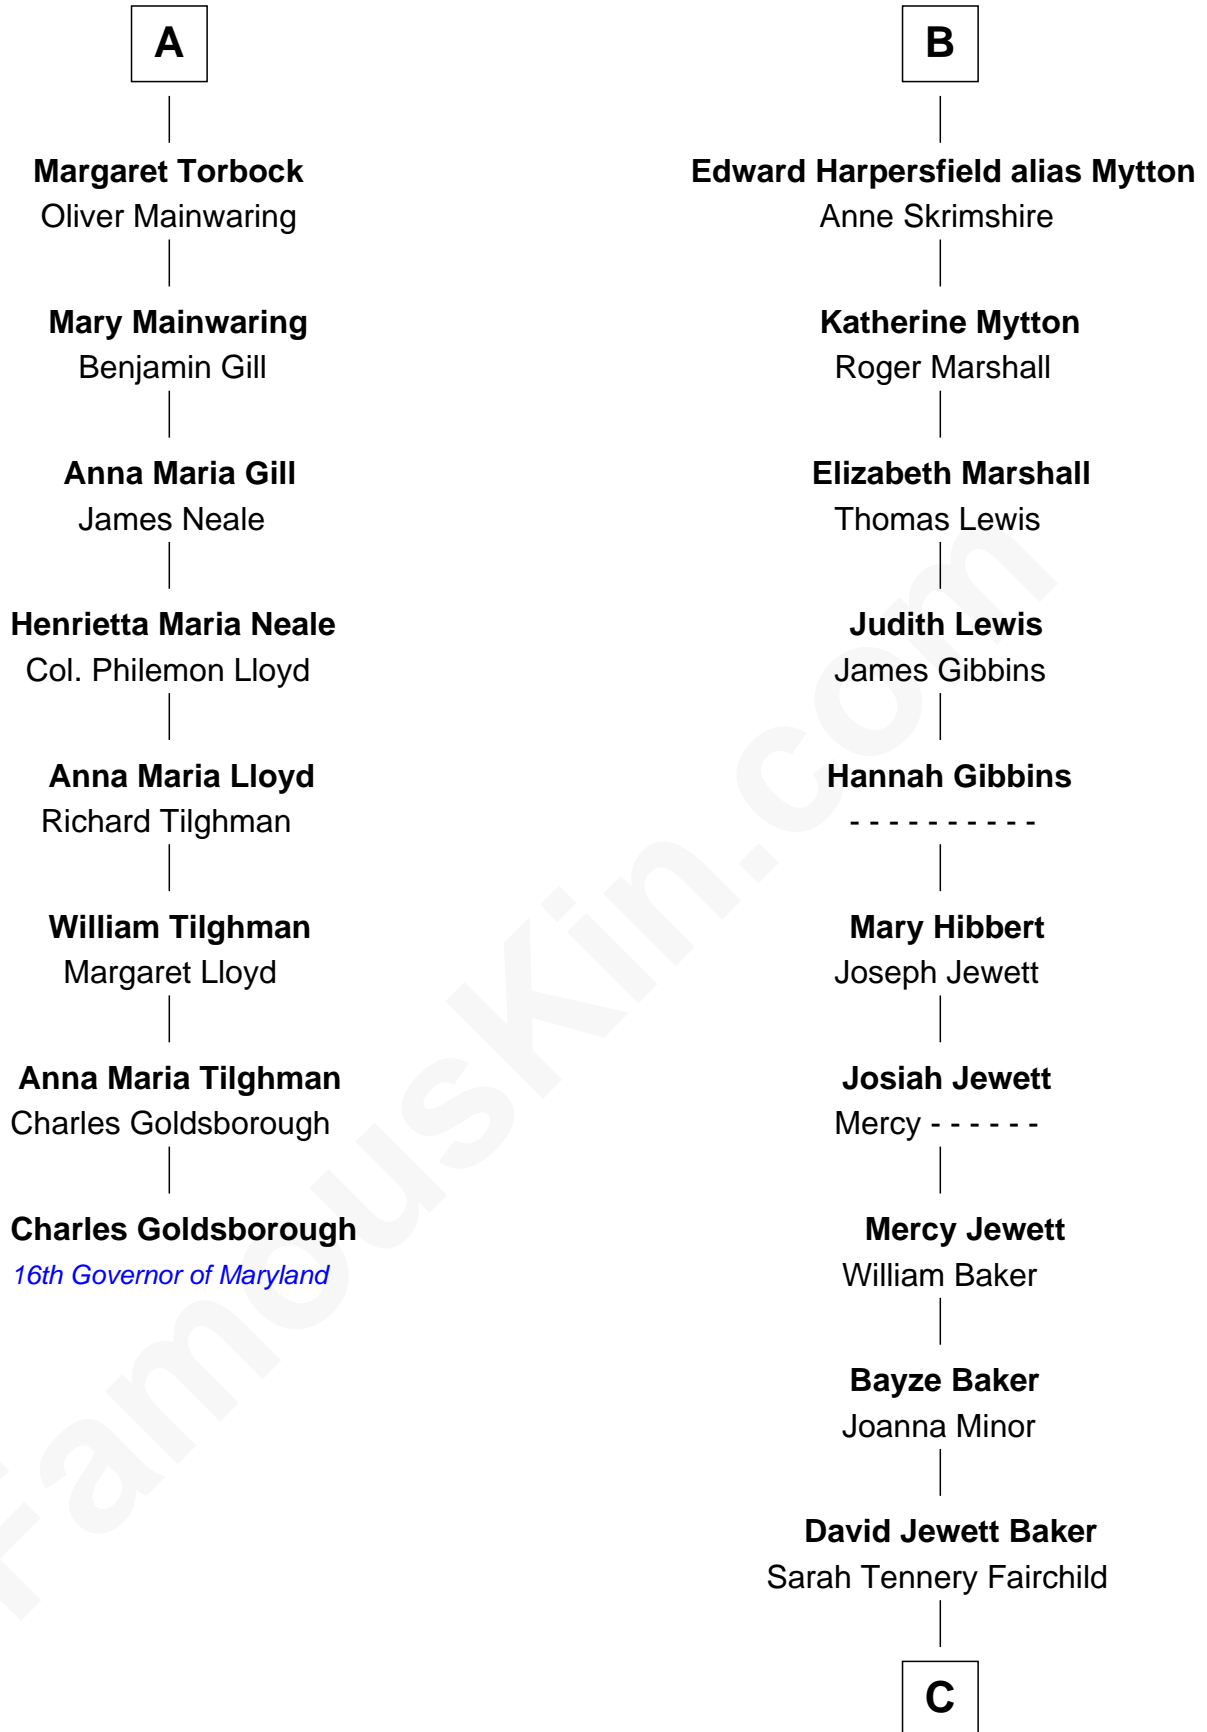 A
Margaret Torbock
Oliver Mainwaring
Mary Mainwaring
Benjamin Gill
Anna Maria Gill
James Neale
Henrietta Maria Neale
Col. Philemon Lloyd
Anna Maria Lloyd
Richard Tilghman
William Tilghman
Margaret Lloyd
Anna Maria Tilghman
Charles Goldsborough
Charles Goldsborough
16th Governor of Maryland
B
Edward Harpersfield alias Mytton
Anne Skrimshire
Katherine Mytton
Roger Marshall
Elizabeth Marshall
Thomas Lewis
Judith Lewis
James Gibbins
Hannah Gibbins
- - - - - - - - - -
Mary Hibbert
Joseph Jewett
Josiah Jewett
Mercy - - - - - -
Mercy Jewett
William Baker
Bayze Baker
Joanna Minor
David Jewett Baker
Sarah Tennery Fairchild
C
FamousKin.com